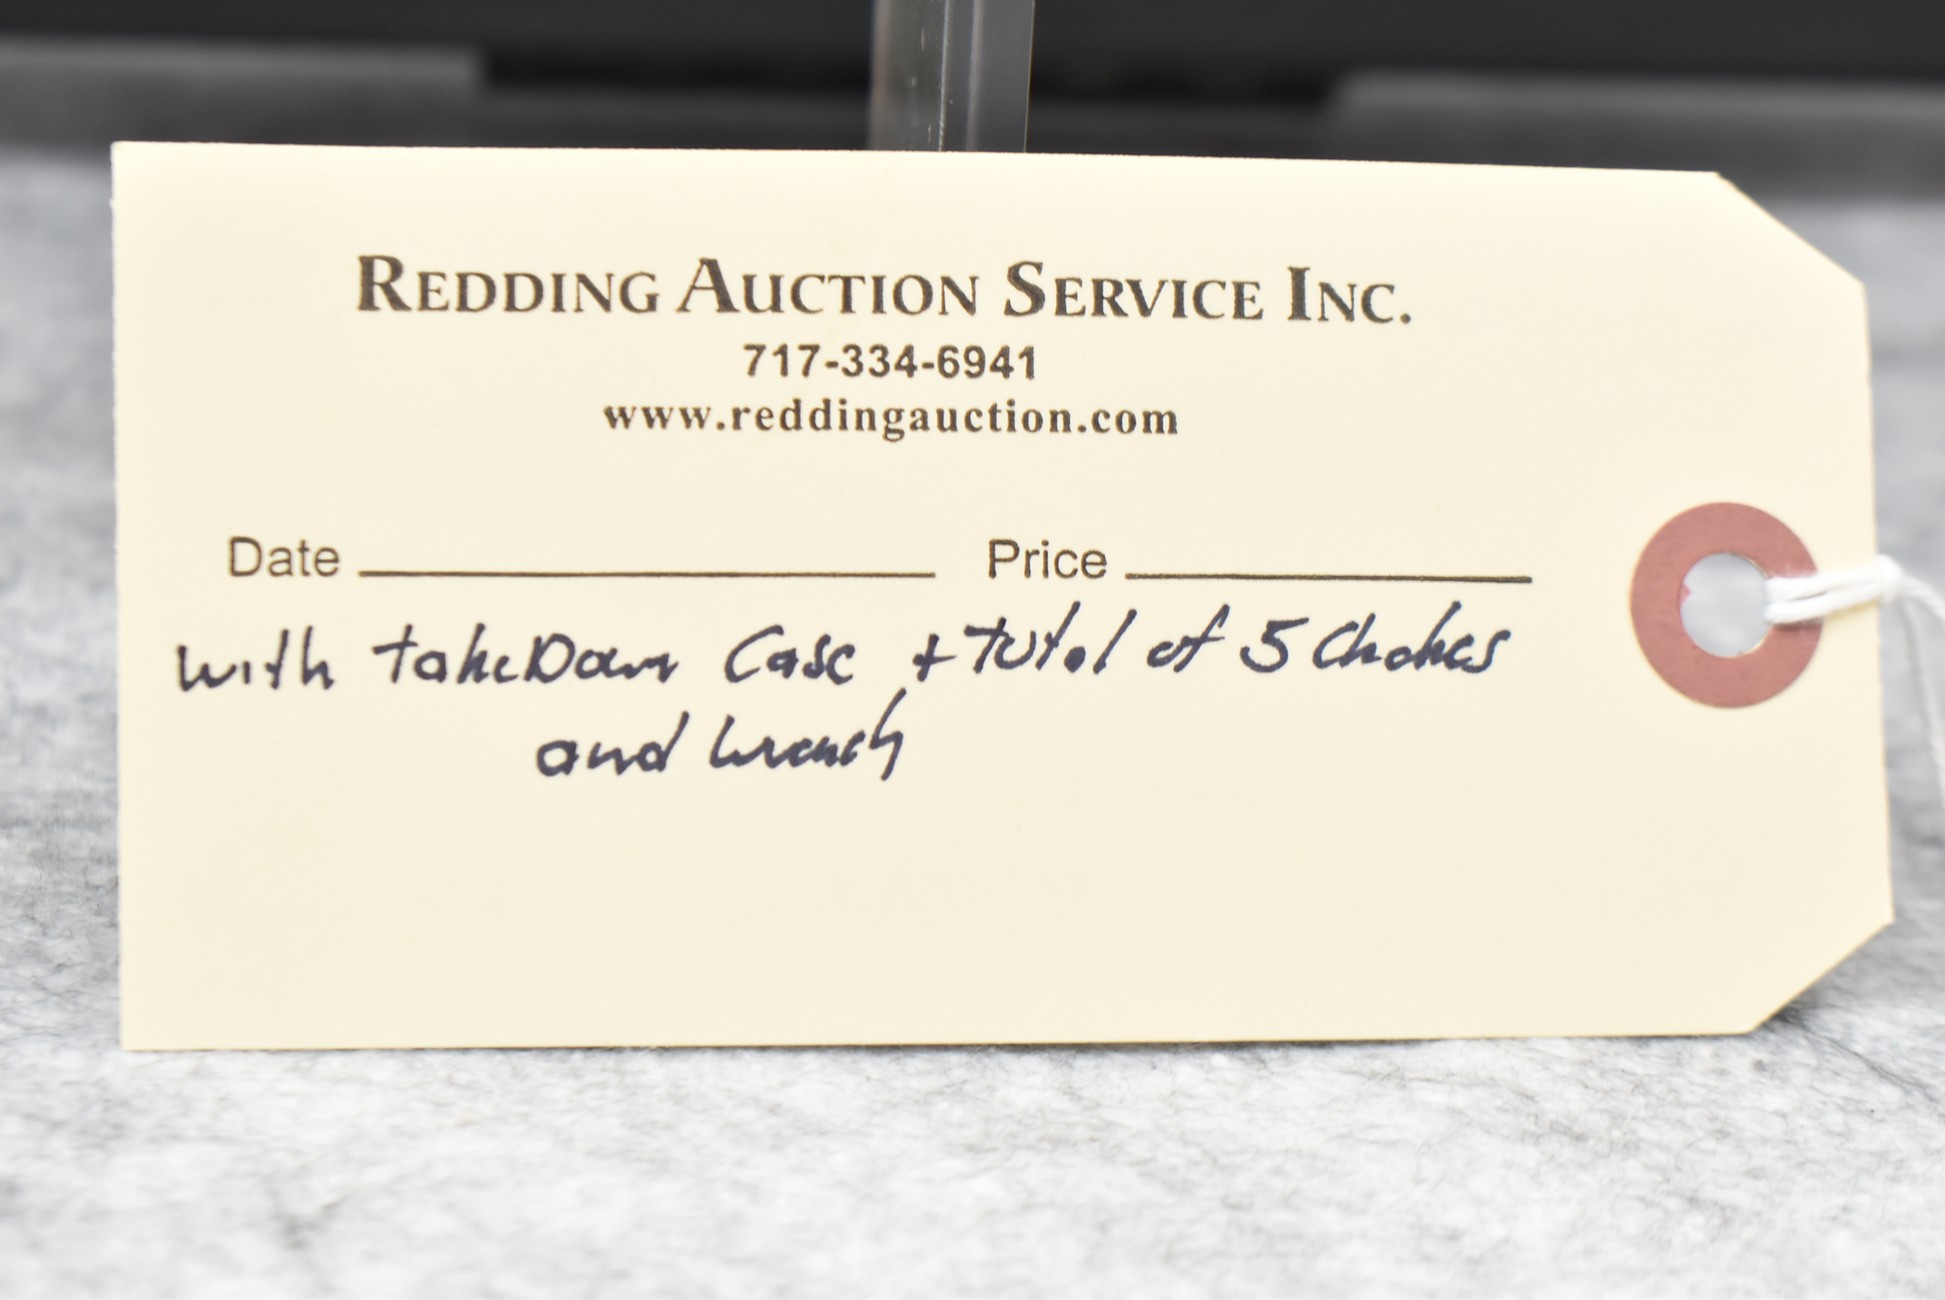 REDDING AUCTION SERVICE INC.
717-334-6941
www.reddingauction.com
Date Price
with takeDown Case + total of 5 Chokes
and wrench